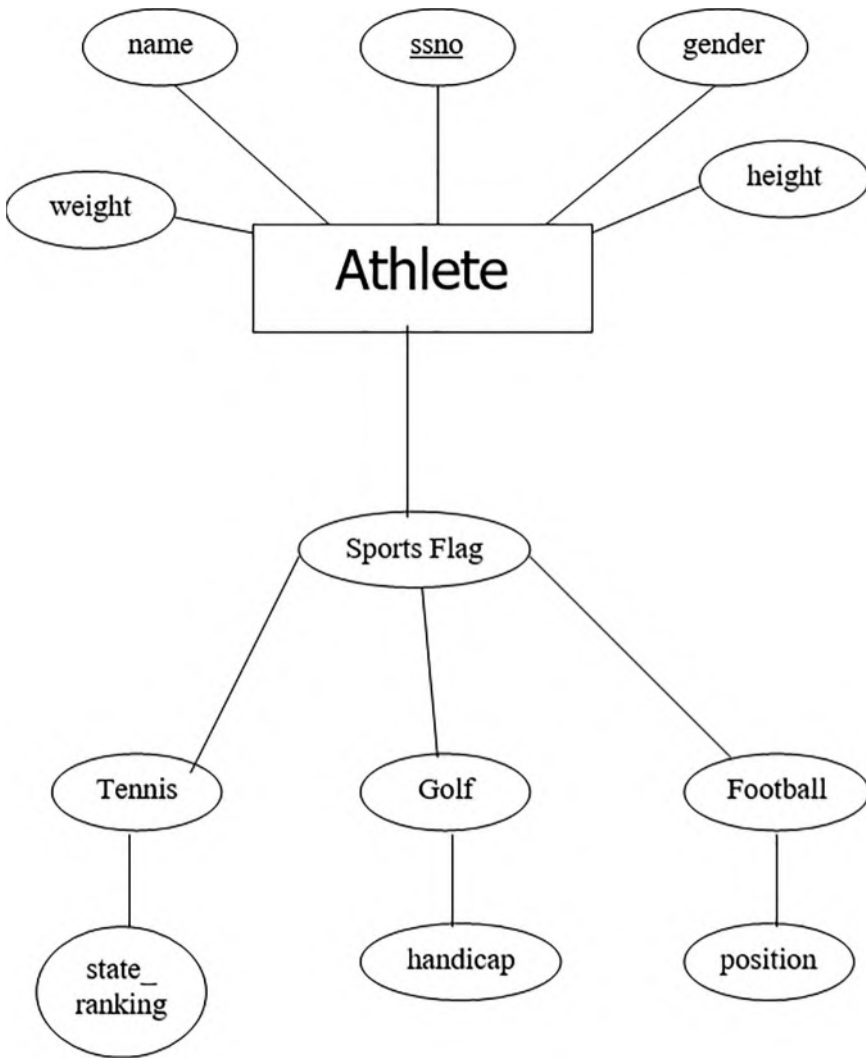 name
ssno
gender
weight
height
Athlete
Sports Flag
Tennis
Golf
Football
state_
ranking
handicap
position